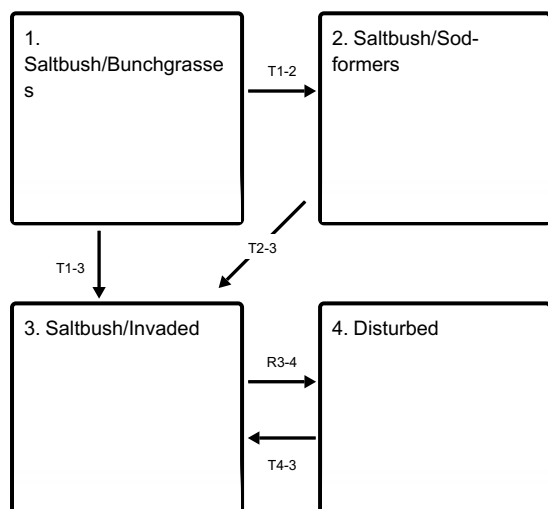 1.
Saltbush/Bunchgrasse
s
T1-2
2. Saltbush/Sod-
formers
T1-3
T2-3
3. Saltbush/Invaded
R3-4
T4-3
4. Disturbed